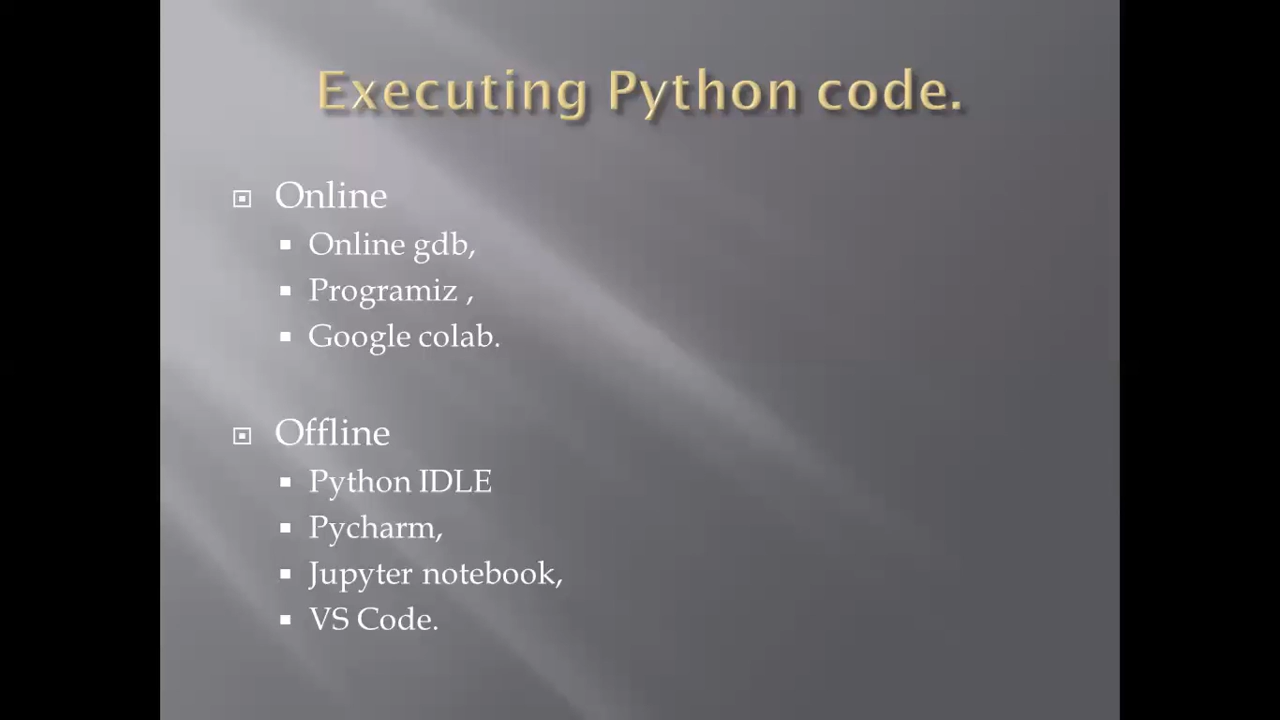 Executing Python code.
Online
Online gdb,
Programiz ,
Google colab.
Offline
Python IDLE
Pycharm,
Jupyter notebook,
VS Code.